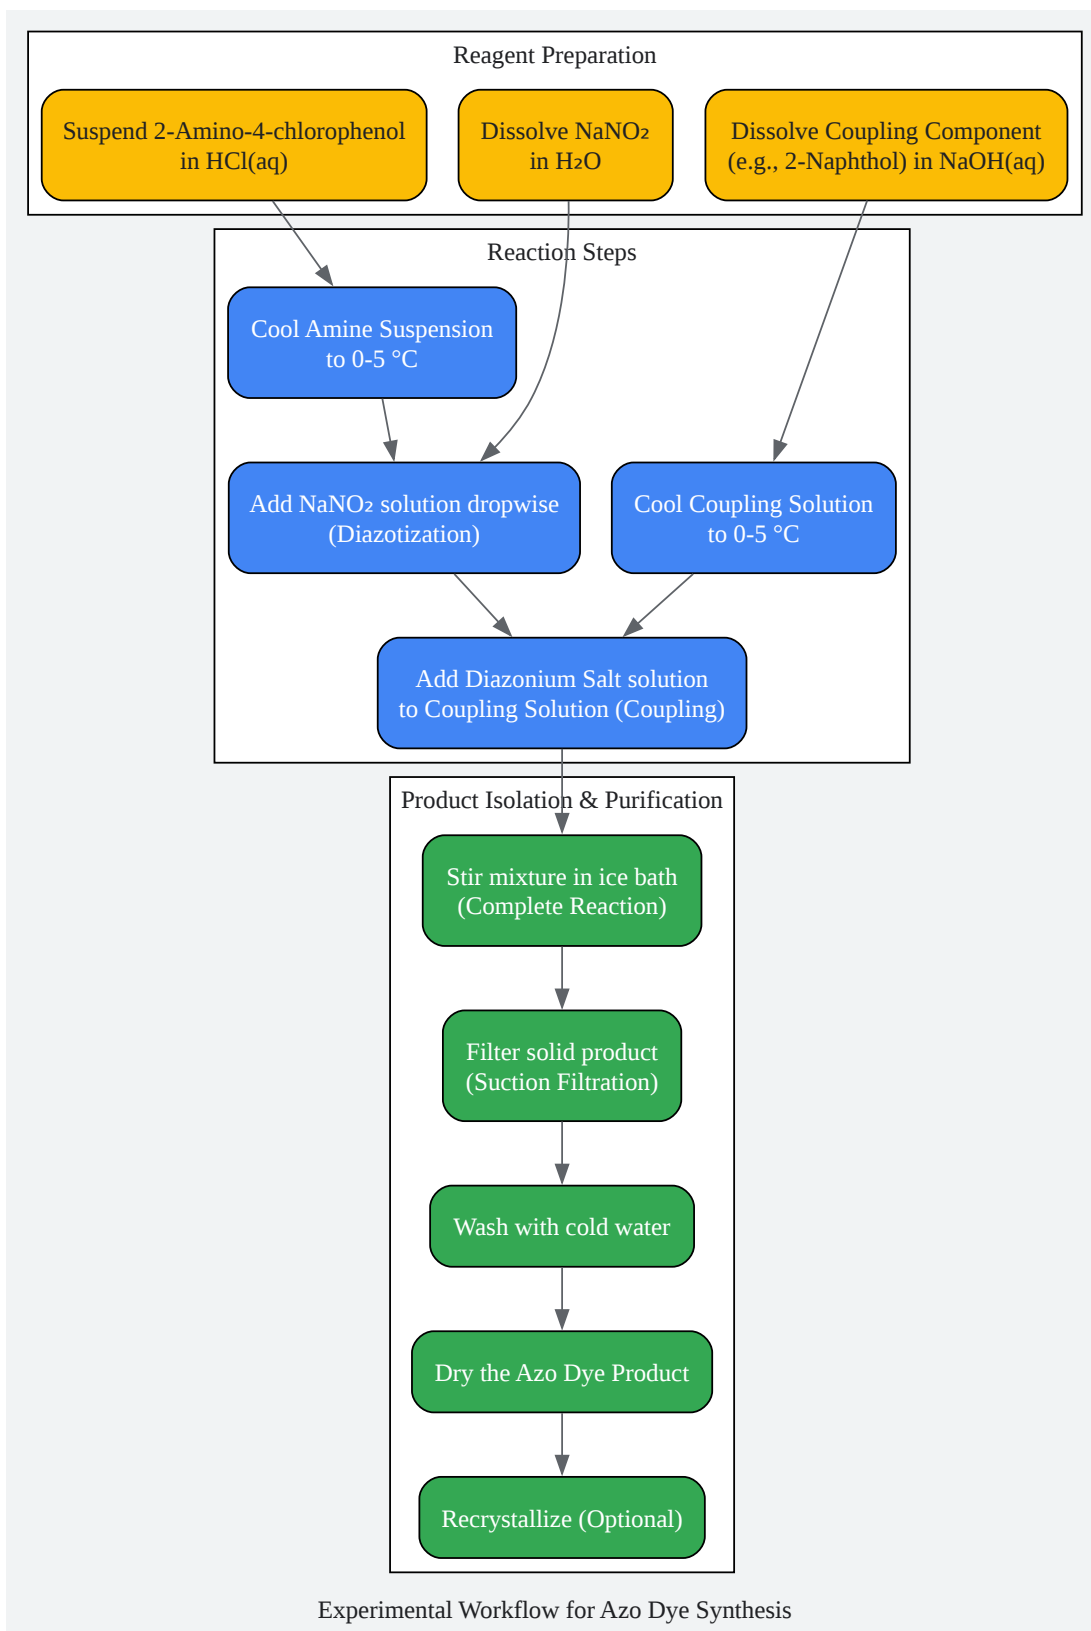 Reagent Preparation
Suspend 2-Amino-4-chlorophenol
in HCl(aq)
Dissolve NaNO₂
in H₂O
Dissolve Coupling Component
(e.g., 2-Naphthol) in NaOH(aq)
Reaction Steps
Cool Amine Suspension
to 0-5 °C
Add NaNO₂ solution dropwise
(Diazotization)
Cool Coupling Solution
to 0-5 °C
Add Diazonium Salt solution
to Coupling Solution (Coupling)
Product Isolation & Purification
Stir mixture in ice bath
(Complete Reaction)
Filter solid product
(Suction Filtration)
Wash with cold water
Dry the Azo Dye Product
Recrystallize (Optional)
Experimental Workflow for Azo Dye Synthesis